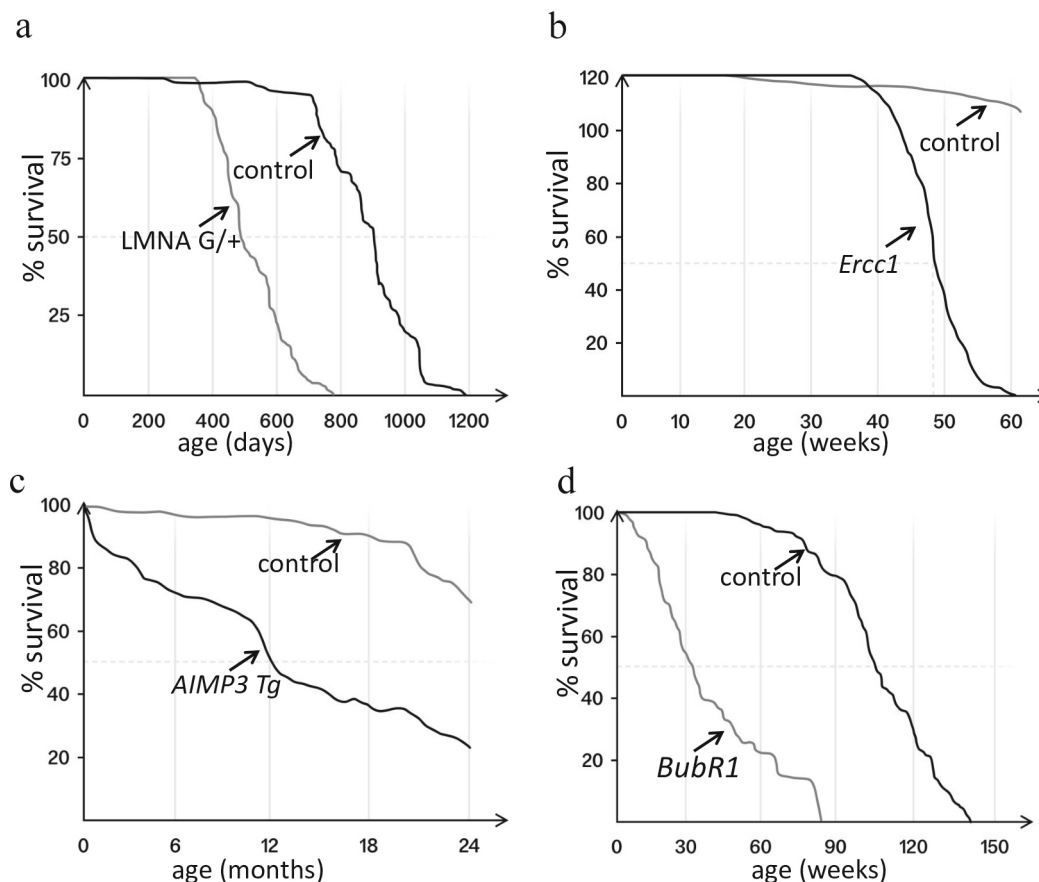 a
100
75
50
25
% survival
control
LMNA G/+
0 200 400 600 800 1000 1200
age (days)
b
120
120
100
80
60
50
40
20
% survival
control
Ercc1
0 10 20 30 40 50 60
age (weeks)
c
100
80
60
40
20
% survival
control
AIMP3 Tg
0 6 12 18 24
age (months)
d
100
80
60
40
20
% survival
control
BubR1
0 30 60 90 120 150
age (weeks)